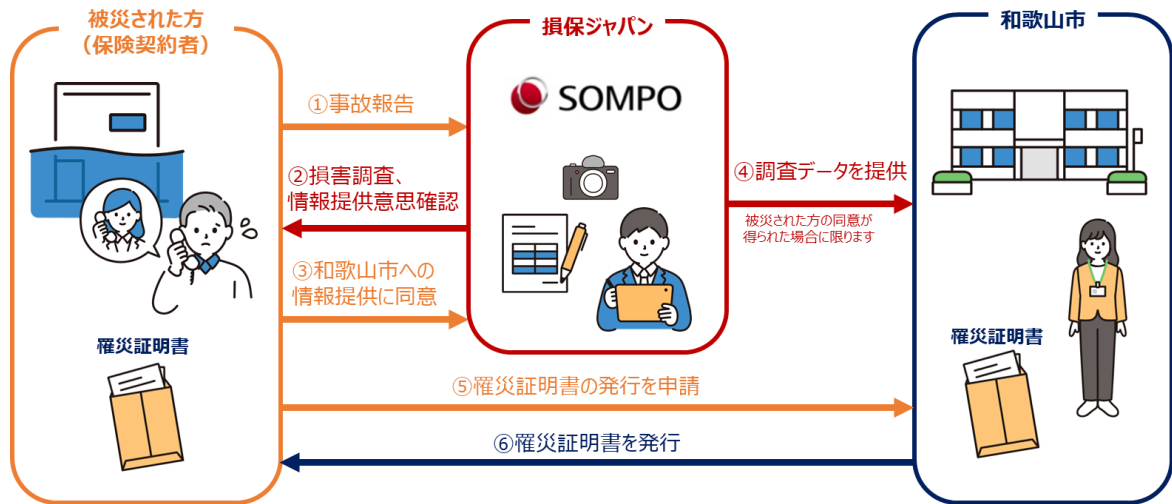 被災された方
（保険契約者）
損保ジャパン
和歌山市
SOMPO
①事故報告
②損害調査、
情報提供意思確認
③和歌山市への
情報提供に同意
④調査データを提供
被災された方の同意が
得られた場合に限ります
罹災証明書
罹災証明書
⑤罹災証明書の発行を申請
⑥罹災証明書を発行